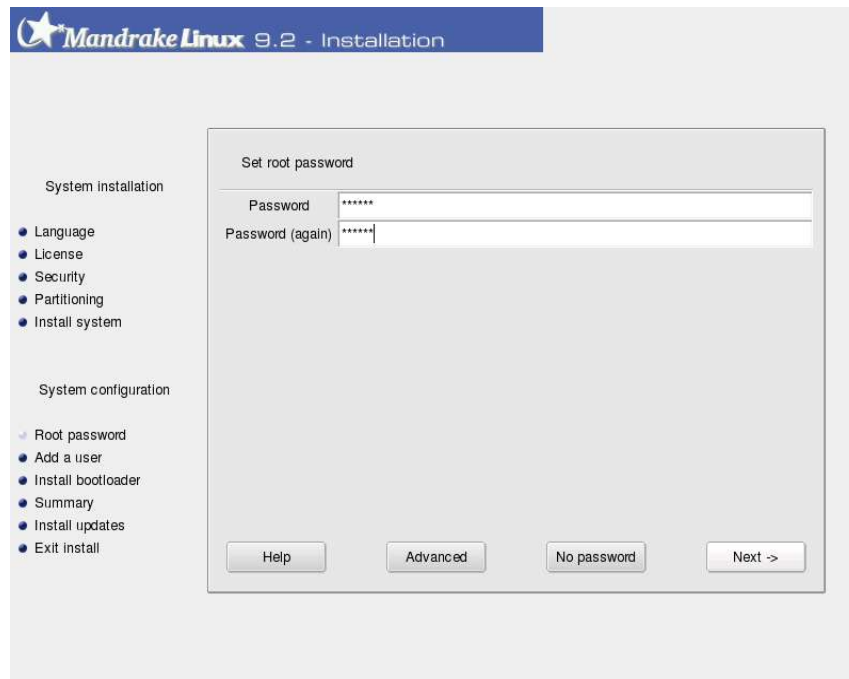 Mandrake Linux 9.2 - Installation
System installation
Language
License
Security
Partitioning
Install system
System configuration
Root password
Add a user
Install bootloader
Summary
Install updates
Exit install
Set root password
Password ******
Password (again) ******
Help
Advanced
No password
Next ->